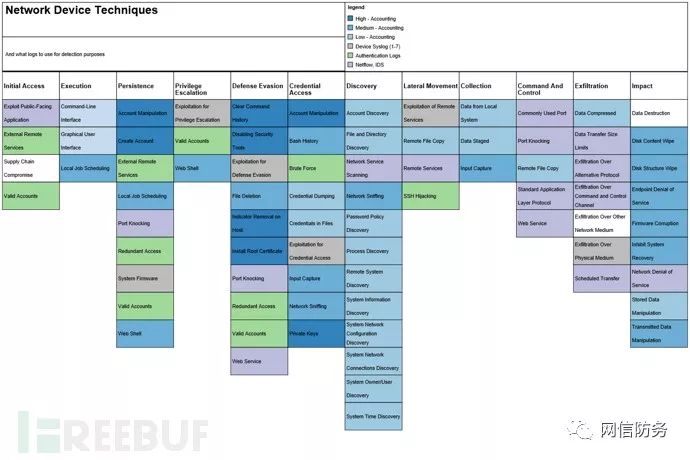 Network Device Techniques
And what logs to use for detection purposes
legend
High - Accounting
Medium - Accounting
Low - Accounting
Device Syslog (1-7)
Authentication Logs
Netflow, IDS
Initial Access
Exploit Public-Facing
Application
External Remote
Services
Supply Chain
Compromise
Valid Accounts
Execution
Command-Line
Interface
Graphical User
Interface
Local Job Scheduling
Persistence
Account Manipulation
Create Account
External Remote
Services
Local Job Scheduling
Port Knocking
Redundant Access
System Firmware
Valid Accounts
Web Shell
Privilege
Escalation
Exploitation for
Privilege Escalation
Valid Accounts
Web Shell
Defense Evasion
Clear Command
History
Disabling Security
Tools
Exploitation for
Defense Evasion
File Deletion
Indicator Removal on
Host
Install Root Certificate
Port Knocking
Redundant Access
Valid Accounts
Web Service
Credential
Access
Account Manipulation
Bash History
Brute Force
Credential Dumping
Credentials in Files
Exploitation for
Credential Access
Input Capture
Network Sniffing
Private Keys
Discovery
Account Discovery
File and Directory
Discovery
Network Service
Scanning
Network Sniffing
Password Policy
Discovery
Process Discovery
Remote System
Discovery
System Information
Discovery
System Network
Configuration
Discovery
System Network
Connections Discovery
System Owner/User
Discovery
System Time Discovery
Lateral Movement
Exploitation of Remote
Services
Remote File Copy
Remote Services
SSH Hijacking
Collection
Data from Local
System
Data Staged
Input Capture
Command And
Control
Commonly Used Port
Port Knocking
Remote File Copy
Standard Application
Layer Protocol
Web Service
Exfiltration
Data Compressed
Data Transfer Size
Limits
Exfiltration Over
Alternative Protocol
Exfiltration Over
Command and Control
Channel
Exfiltration Over Other
Network Medium
Exfiltration Over
Physical Medium
Scheduled Transfer
Impact
Data Destruction
Disk Content Wipe
Disk Structure Wipe
Endpoint Denial of
Service
Firmware Corruption
Inhibit System
Recovery
Network Denial of
Service
Stored Data
Manipulation
Transmitted Data
Manipulation
FREEBUF
网信防务